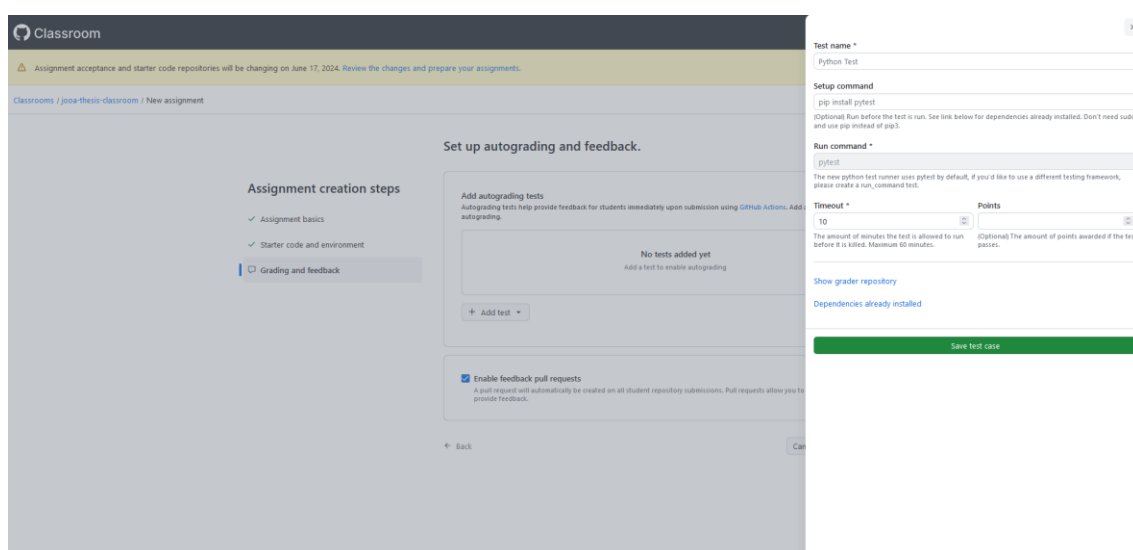 Classroom
Assignment acceptance and starter code repositories will be changing on June 17, 2024. Review the changes and prepare your assignments.
Classrooms / jooa-thesis-classroom / New assignment
Assignment creation steps
Assignment basics
Starter code and environment
Grading and feedback
Set up autograding and feedback.
Add autograding tests
Autograding tests help provide feedback for students immediately upon submission using GitHub Actions. Add
autograding.
No tests added yet
Add a test to enable autograding
+ Add test
Enable feedback pull requests
A pull request will automatically be created on all student repository submissions. Pull requests allow you to
provide feedback.
← Back
Can
Test name *
Python Test
Setup command
pip install pytest
(Optional) Run before the test is run. See link below for dependencies already installed. Don't need sudo
and use pip instead of pip3.
Run command *
pytest
The new python test runner uses pytest by default, if you'd like to use a different testing framework,
please create a run_command test.
Timeout *
10
The amount of minutes the test is allowed to run
before it is killed. Maximum 60 minutes.
Points
(Optional) The amount of points awarded if the
passes.
Show grader repository
Dependencies already installed
Save test case